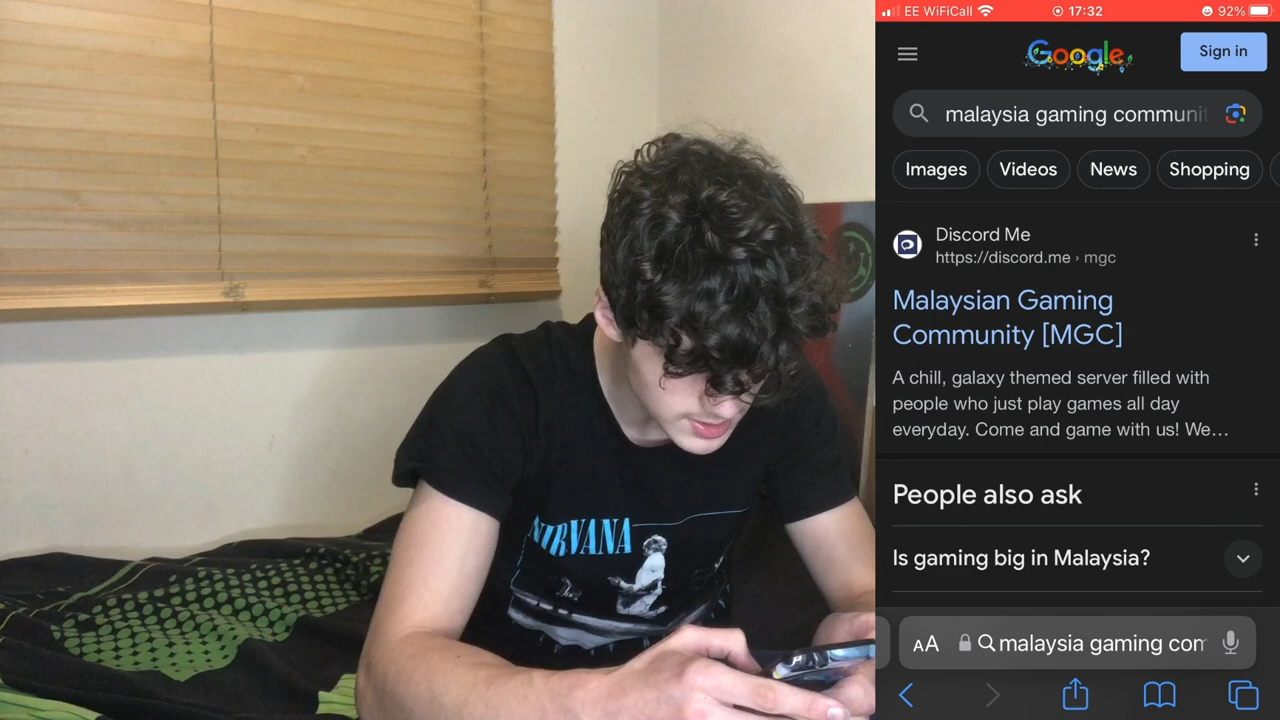 NIRVANA
EE WiFiCall
17:32
92%
Google
Sign in
malaysia gaming communit
Images
Videos
News
Shopping
Discord Me
https://discord.me › mgc
Malaysian Gaming
Community [MGC]
A chill, galaxy themed server filled with
people who just play games all day
everyday. Come and game with us! We...
People also ask
Is gaming big in Malaysia?
AA
malaysia gaming con